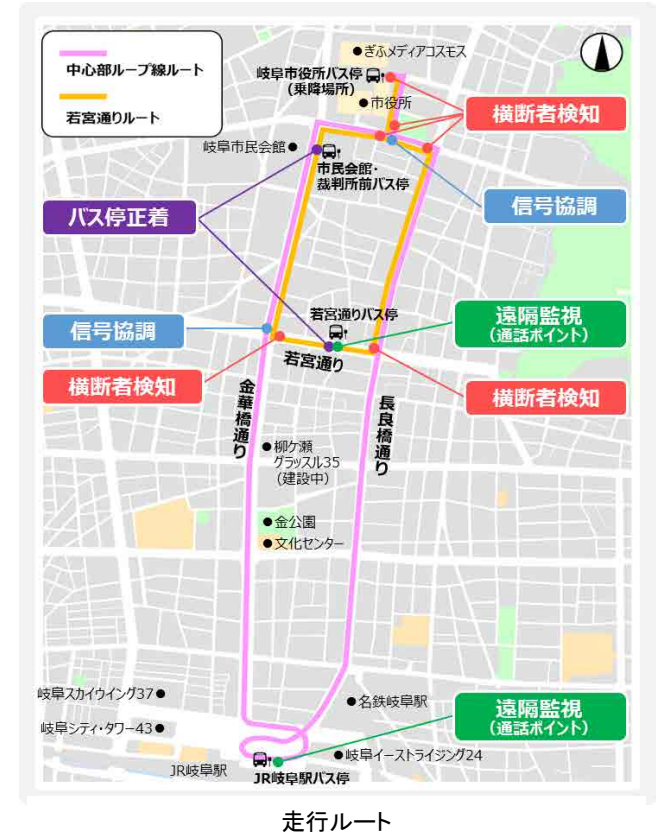 中心部ループ線ルート
若宮通りルート
●ぎふメディアコスモス
岐阜市役所バス停
(乗降場所)
●市役所
横断者検知
岐阜市民会館●
市民会館・
裁判所前バス停
バス停正着
信号協調
若宮通りバス停
遠隔監視
(通話ポイント)
信号協調
若宮通り
横断者検知
横断者検知
金華橋通り
長良橋通り
●柳ケ瀬
グラッスル35
(建設中)
●金公園
●文化センター
岐阜スカイウイング37●
●名鉄岐阜駅
遠隔監視
(通話ポイント)
岐阜シティ・タワー43●
●岐阜イーストライジング24
JR岐阜駅
JR岐阜駅バス停
走行ルート